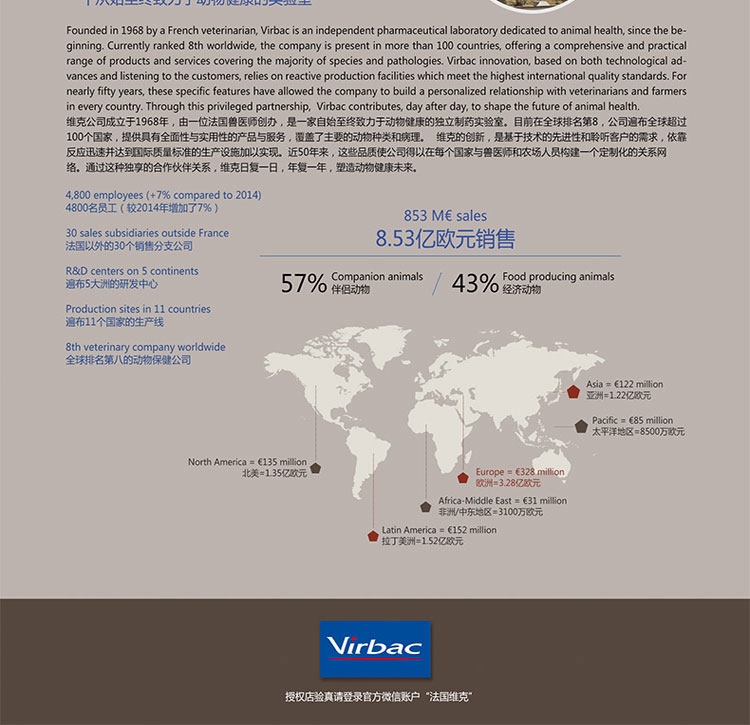 一个从始至终致力于动物健康的实验室
Founded in 1968 by a French veterinarian, Virbac is an independent pharmaceutical laboratory dedicated to animal health, since the be-
ginning. Currently ranked 8th worldwide, the company is present in more than 100 countries, offering a comprehensive and practical
range of products and services covering the majority of species and pathologies. Virbac innovation, based on both technological ad-
vances and listening to the customers, relies on reactive production facilities which meet the highest international quality standards. For
nearly fifty years, these specific features have allowed the company to build a personalized relationship with veterinarians and farmers
in every country. Through this privileged partnership, Virbac contributes, day after day, to shape the future of animal health.
维克公司成立于1968年，由一位法国兽医师创办，是一家自始至终致力于动物健康的独立制药实验室。目前在全球排名第8，公司遍布全球超过
100个国家，提供具有全面性与实用性的产品与服务，覆盖了主要的动物种类和病理。 维克的创新，是基于技术的先进性和聆听客户的需求，依靠
反应迅速并达到国际质量标准的生产设施加以实现。近50年来，这些品质使公司得以在每个国家与兽医师和农场人员构建一个定制化的关系网
络。通过这种独享的合作伙伴关系，维克日复一日，年复一年，塑造动物健康未来。
4,800 employees (+7% compared to 2014)
4800名员工（较2014年增加了7%）
30 sales subsidiaries outside France
法国以外的30个销售分支公司
R&D centers on 5 continents
遍布5大洲的研发中心
Production sites in 11 countries
遍布11个国家的生产线
8th veterinary company worldwide
全球排名第八的动物保健公司
853 M€ sales
8.53亿欧元销售
57% Companion animals
伴侣动物
43% Food producing animals
经济动物
Asia = €122 million
亚洲=1.22亿欧元
Pacific = €85 million
太平洋地区=8500万欧元
North America = €135 million
北美=1.35亿欧元
Europe = €328 million
欧洲=3.28亿欧元
Africa-Middle East = €31 million
非洲/中东地区=3100万欧元
Latin America = €152 million
拉丁美洲=1.52亿欧元
Virbac
授权店验真请登录官方微信账户“法国维克”